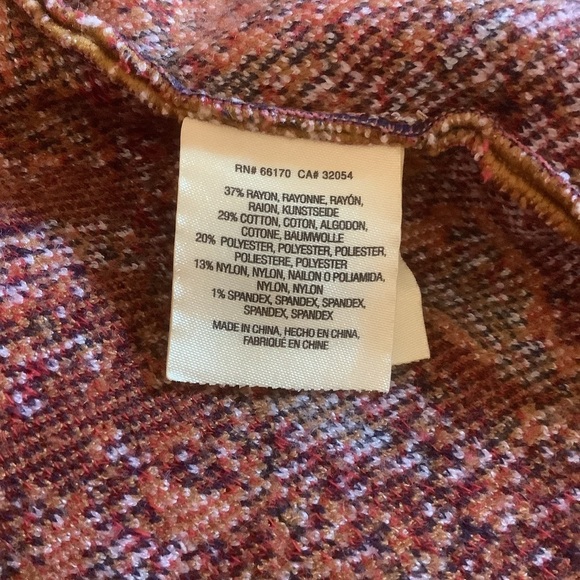 RN# 66170 CA# 32054
37% RAYON, RAYONNE, RAYÓN,
RAION, KUNSTSEIDE
29% COTTON, COTON, ALGODON,
COTONE, BAUMWOLLE
20% POLYESTER, POLYESTER, POLIESTER,
POLIESTERE, POLYESTER
13% NYLON, NYLON, NAILON O POLIAMIDA,
NYLON, NYLON
1% SPANDEX, SPANDEX, SPANDEX,
SPANDEX, SPANDEX
MADE IN CHINA, HECHO EN CHINA,
FABRIQUÉ EN CHINE